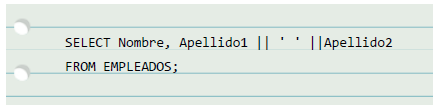 SELECT Nombre, Apellido1 || ' ' ||Apellido2
FROM EMPLEADOS;